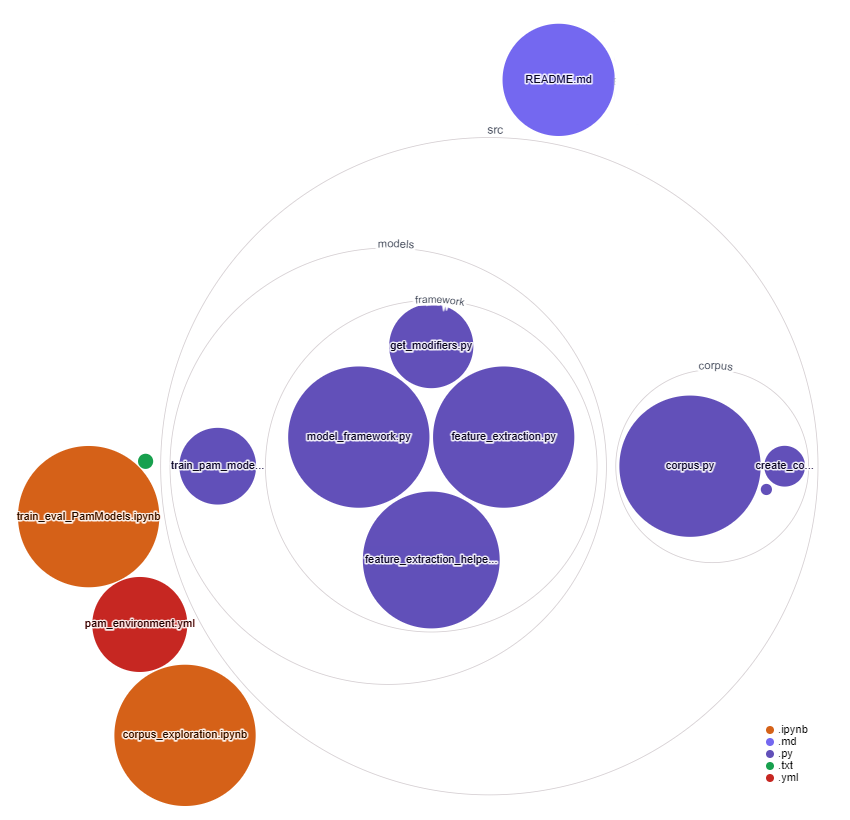 README.md
src
models
framework
get_modifiers.py
corpus
model_framework.py
feature_extraction.py
train_pam_mode...
corpus.py
create_co...
train_eval_PamModels.ipynb
feature_extraction_helpe...
pam_environment.yml
corpus_exploration.ipynb
.ipynb
.md
.py
.txt
.yml